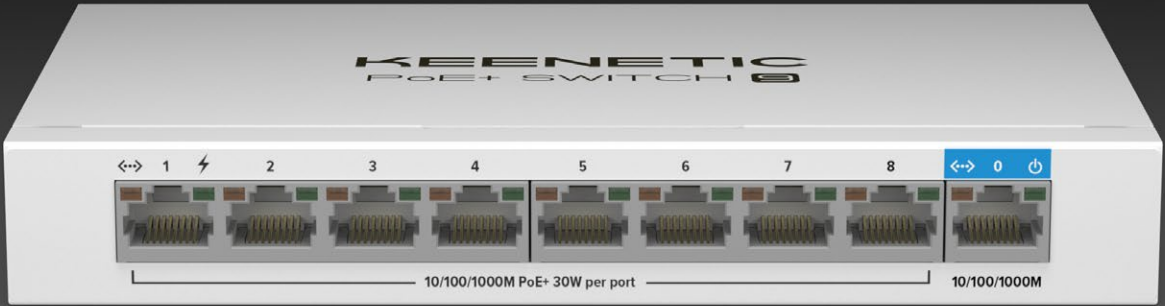 KEENETIC
PoE+ SWITCH 9
1 2 3 4 5 6 7 8 0
10/100/1000M PoE+ 30W per port 10/100/1000M